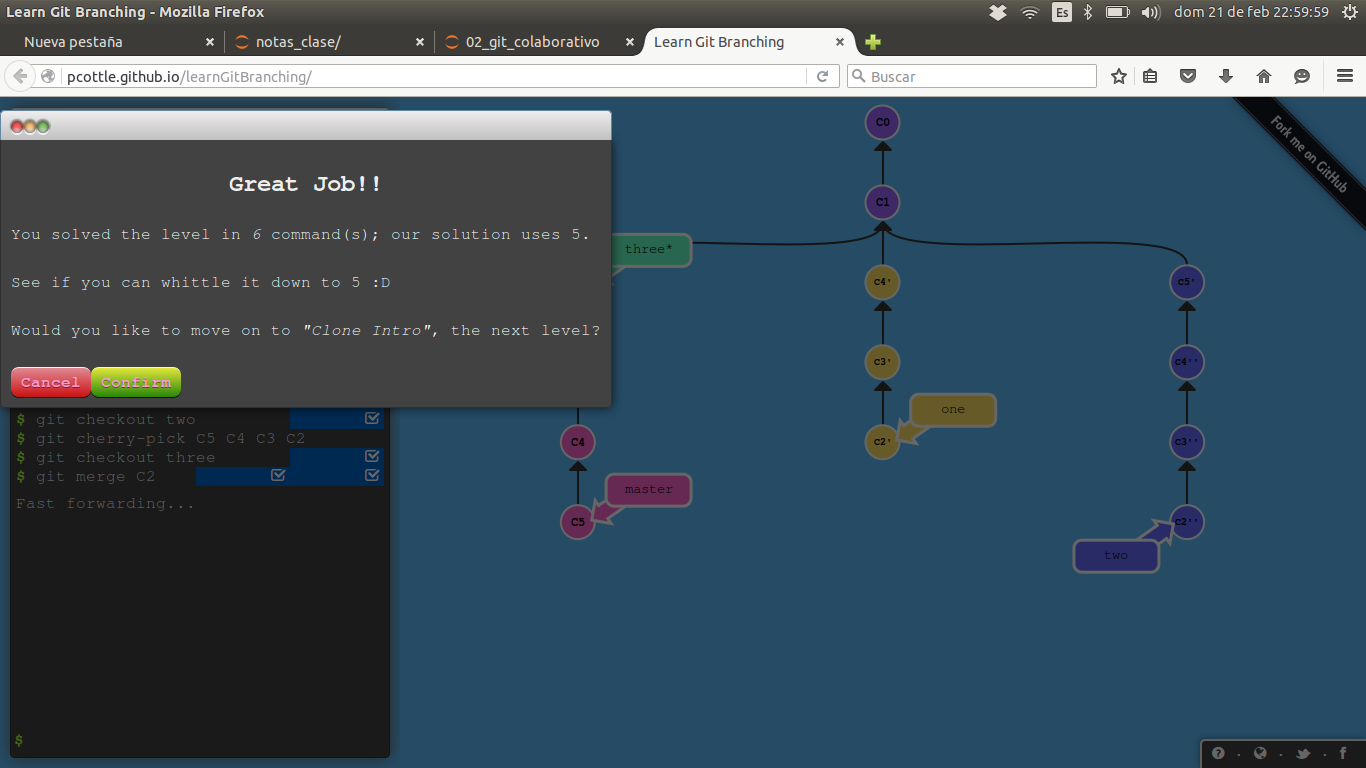 Learn Git Branching - Mozilla Firefox
Es
dom 21 de feb 22:59:59
Nueva pestaña
notas_clase/
02_git_colaborativo
Learn Git Branching
pcottle.github.io/learnGitBranching/
Buscar
Great Job!!
You solved the level in 6 command(s); our solution uses 5.
See if you can whittle it down to 5 :D
Would you like to move on to "Clone Intro", the next level?
Cancel
Confirm
$ git checkout two
$ git cherry-pick C5 C4 C3 C2
$ git checkout three
$ git merge C2
Fast forwarding...
$
Fork me on GitHub
C0
C1
three*
C4'
C5'
C3'
C4''
one
C4
C2'
C3''
master
C5
C2''
two